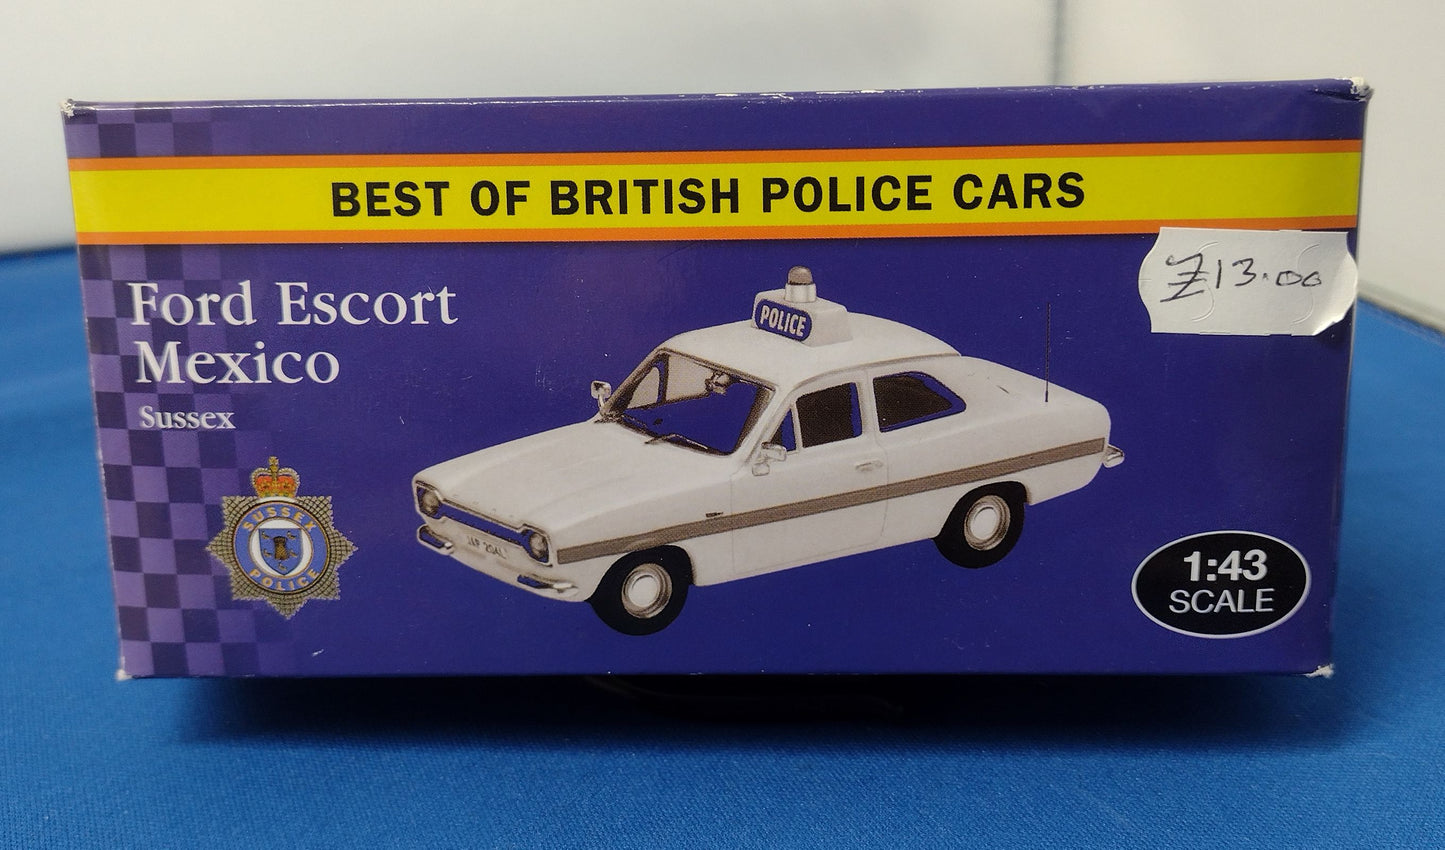 BEST OF BRITISH POLICE CARS
£13.00
Ford Escort
Mexico
Sussex
POLICE
SUSSEX
POLICE
1:43
SCALE